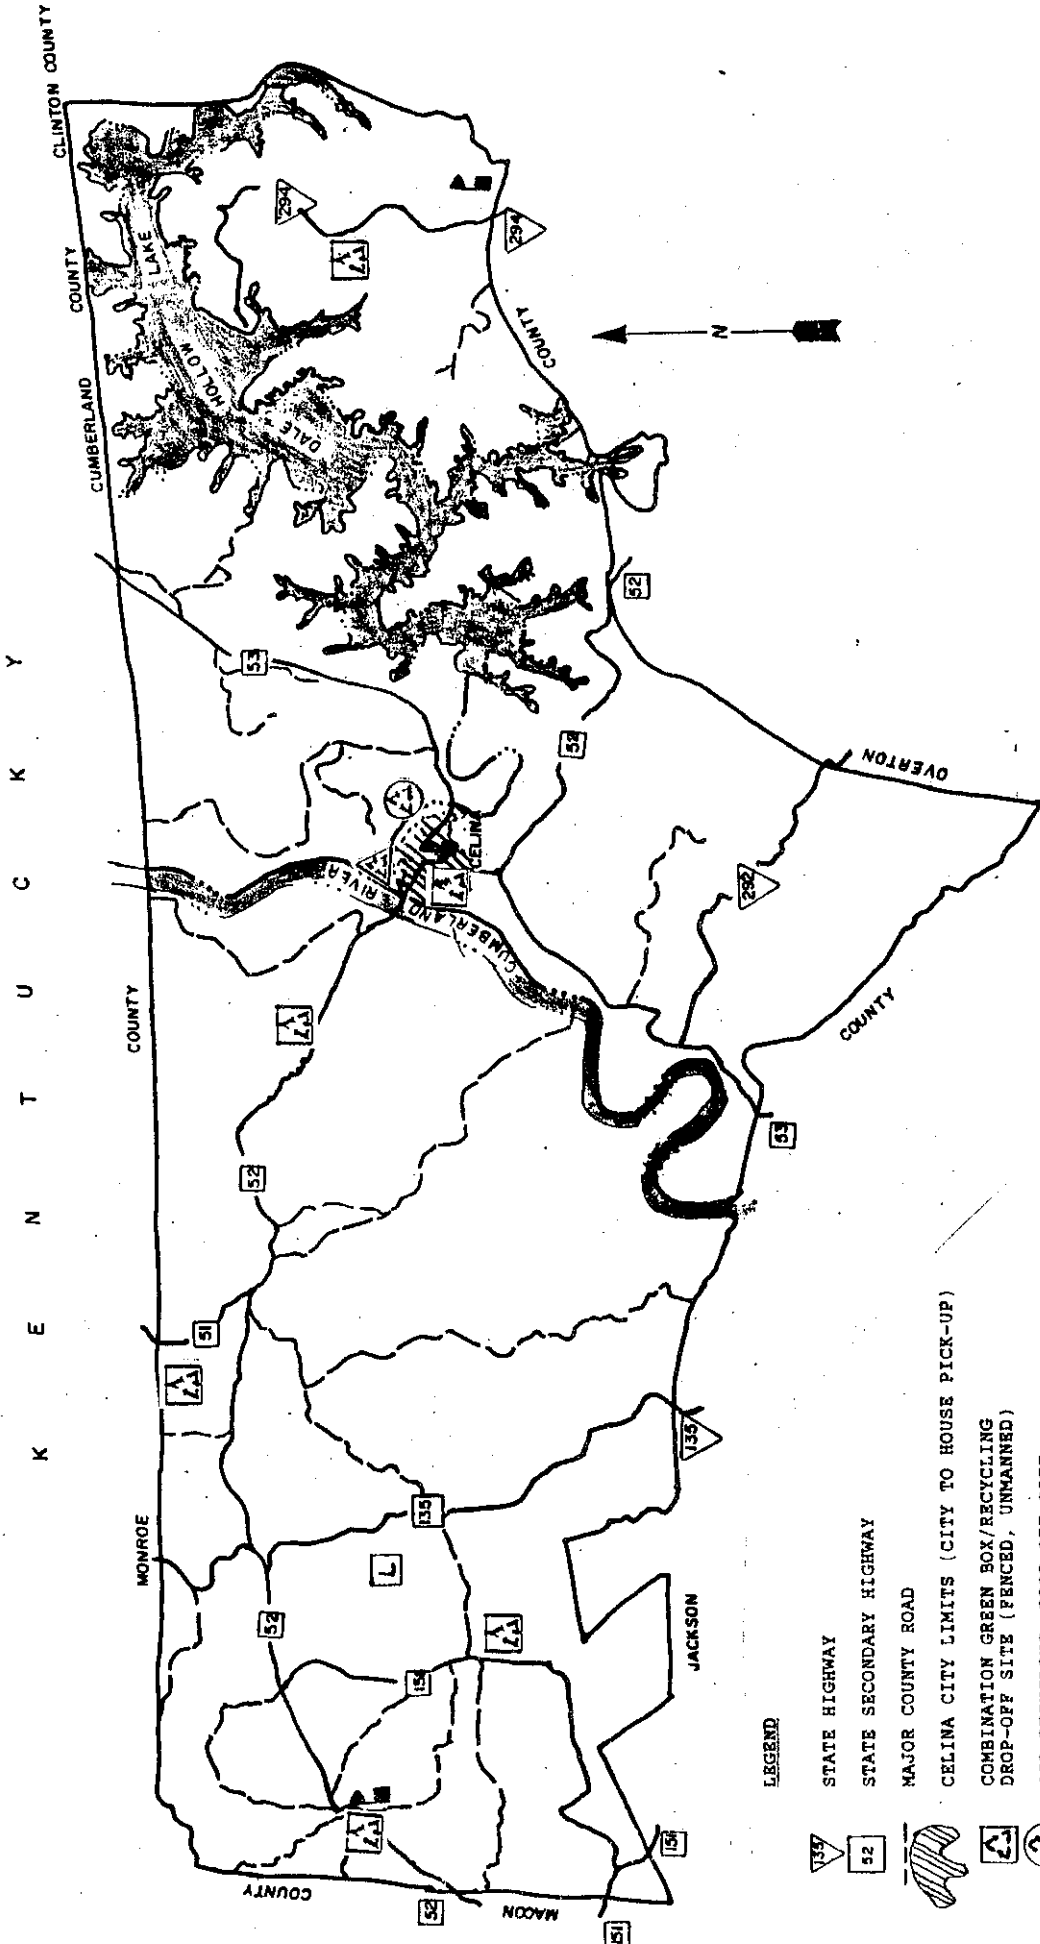 K E N T U C K Y
MONROE
COUNTY
CUMBERLAND
COUNTY
CLINTON COUNTY
52
51
52
53
294
294
LAKE
HOLLOW
DALE
CUMBERLAND RIVER
CELINA
52
52
COUNTY
N
L
135
156
135
292
53
52
151
156
COUNTY
MACON
JACKSON
COUNTY
OVERTON
LEGEND
135 STATE HIGHWAY
52 STATE SECONDARY HIGHWAY
MAJOR COUNTY ROAD
CELINA CITY LIMITS (CITY TO HOUSE PICK-UP)
COMBINATION GREEN BOX/RECYCLING
DROP-OFF SITE (FENCED, UNMANNED)